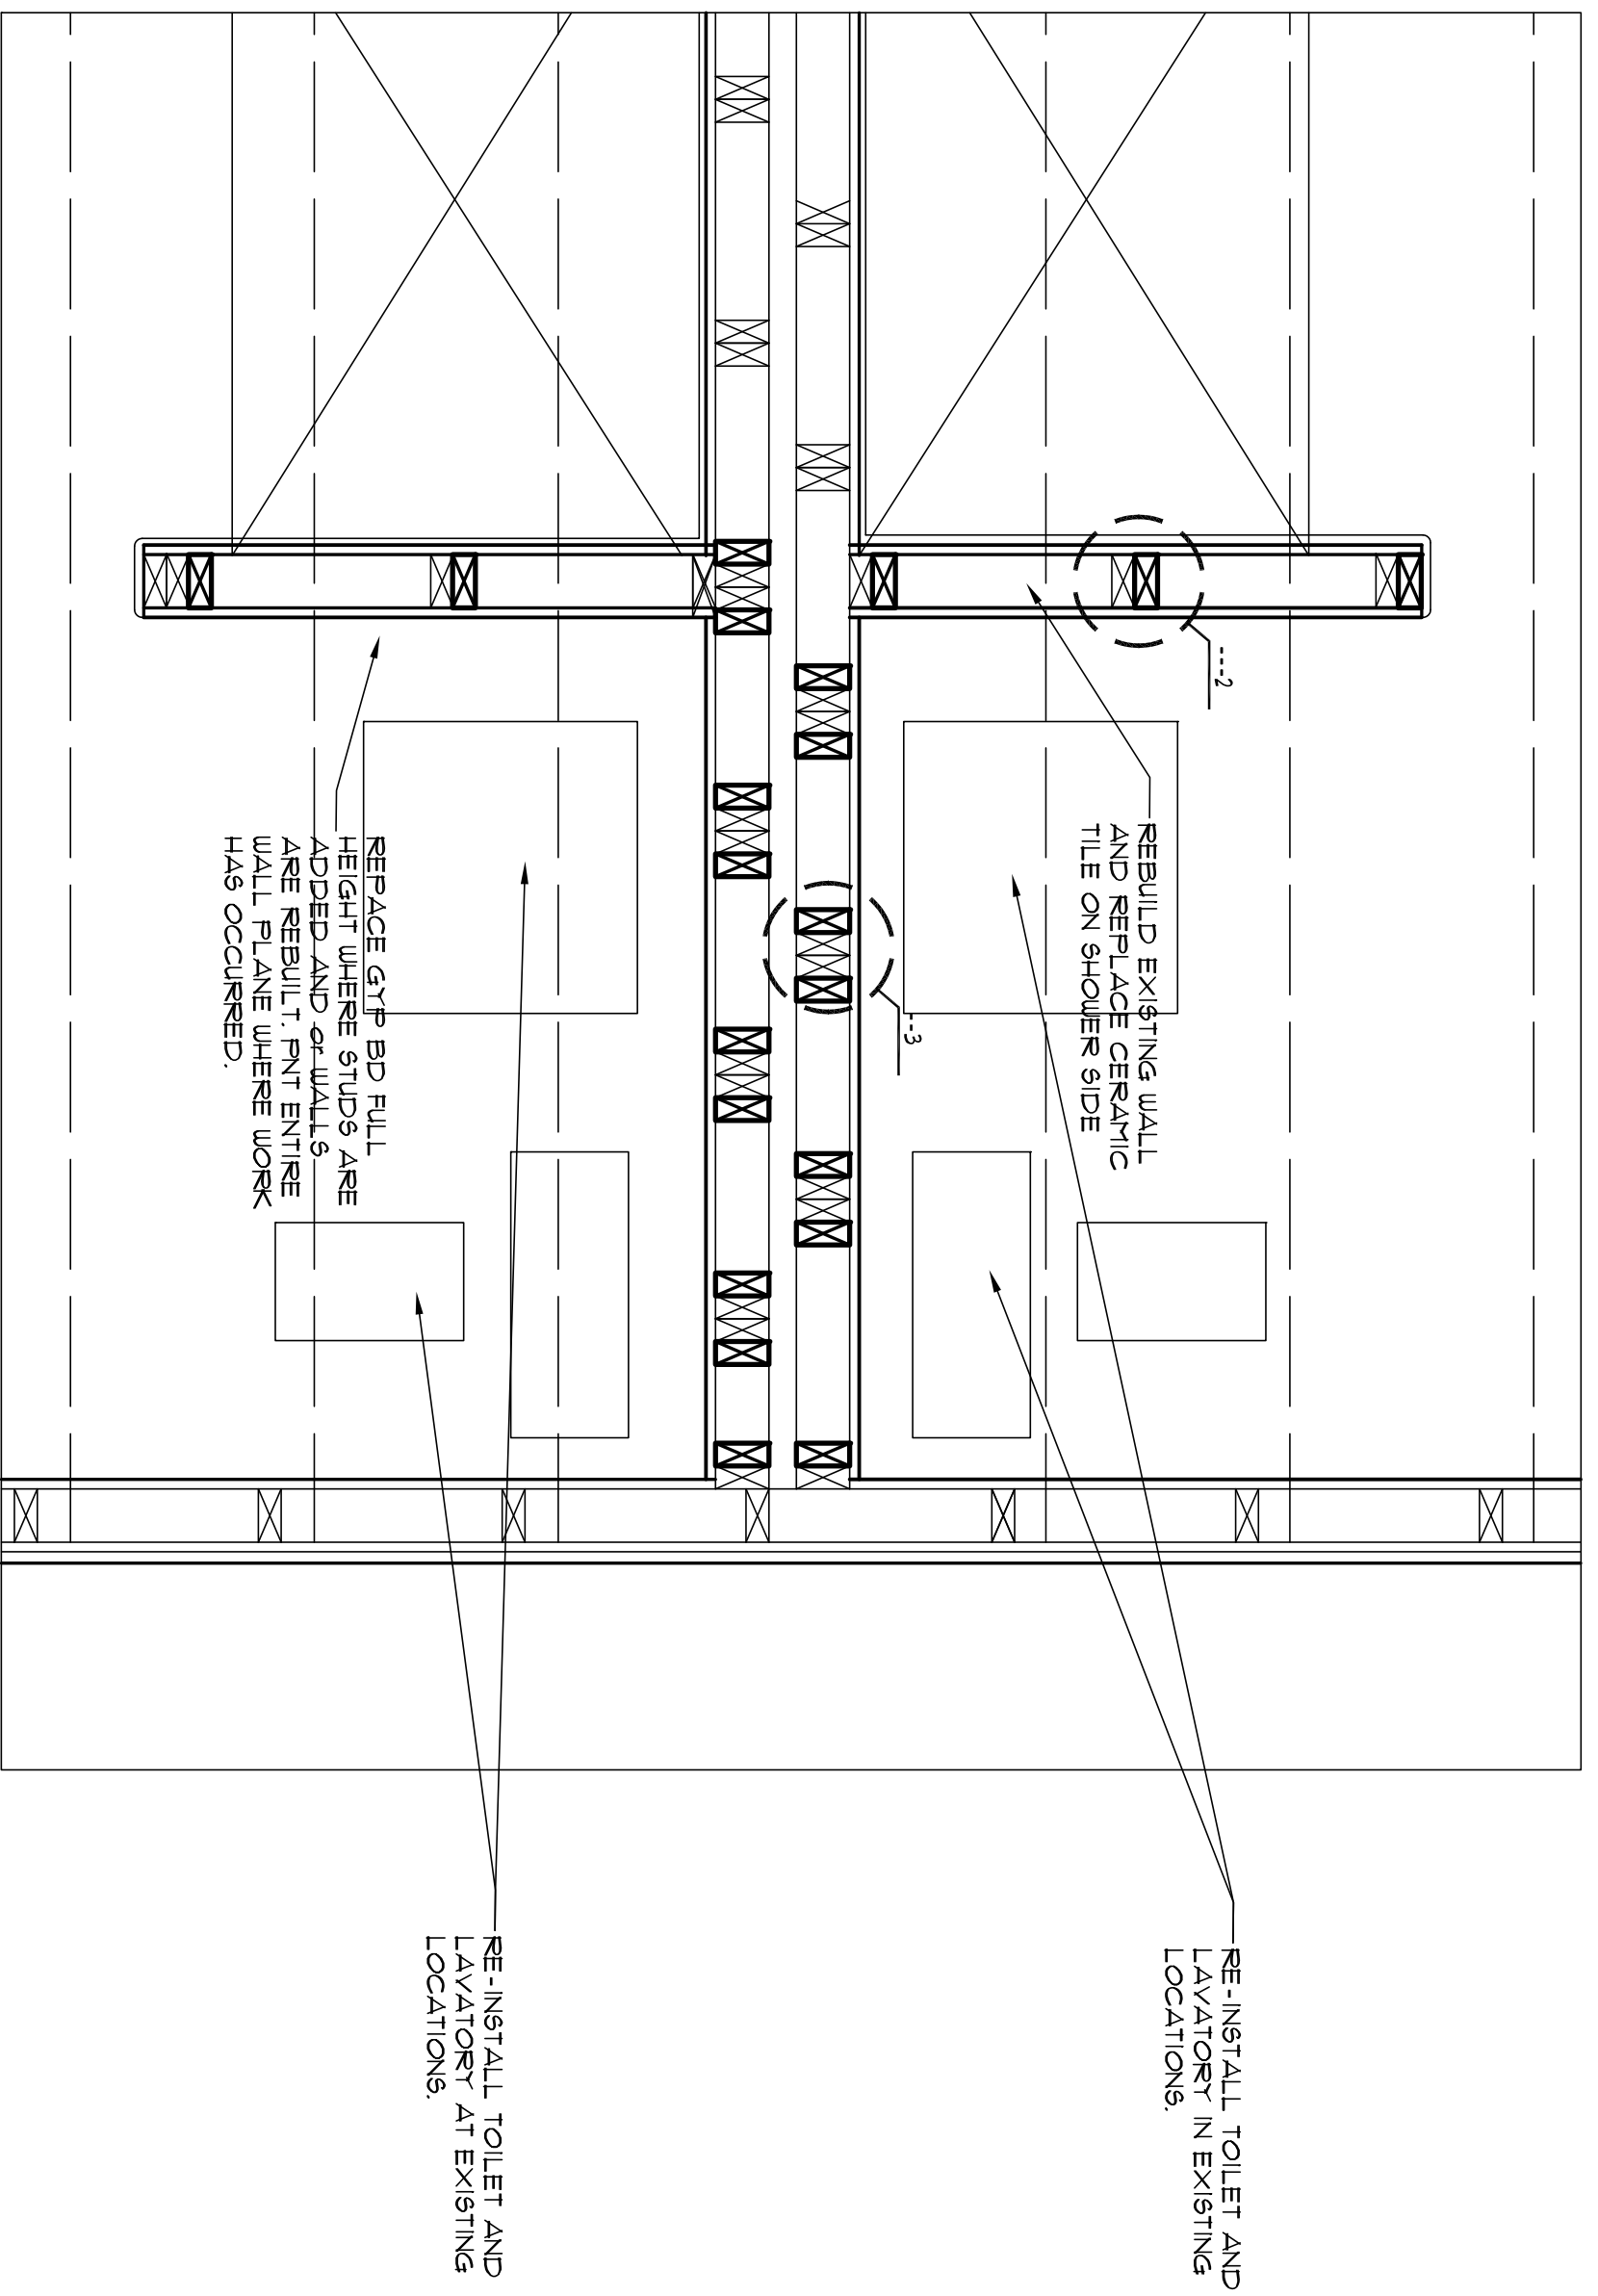 ---2
REBUILD EXISTING WALL
AND REPLACE CERAMIC
TILE ON SHOWER SIDE
--3
REPLACE GYP BD FULL
HEIGHT WHERE STUDS ARE
ADDED AND or WALLS
ARE REBUILT. PNT ENTIRE
WALL PLANE WHERE WORK
HAS OCCURRED.
RE-INSTALL TOILET AND
LAVATORY IN EXISTING
LOCATIONS.
RE-INSTALL TOILET AND
LAVATORY AT EXISTING
LOCATIONS.